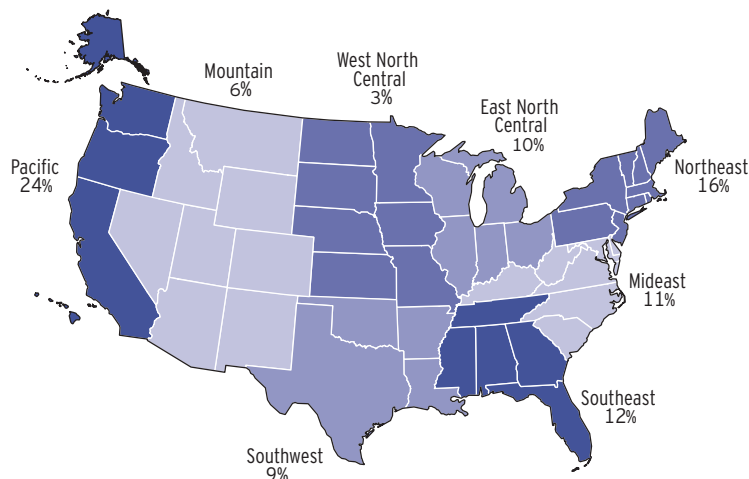 Mountain
6%
West North
Central
3%
East North
Central
10%
Pacific
24%
Northeast
16%
Mideast
11%
Southeast
12%
Southwest
9%